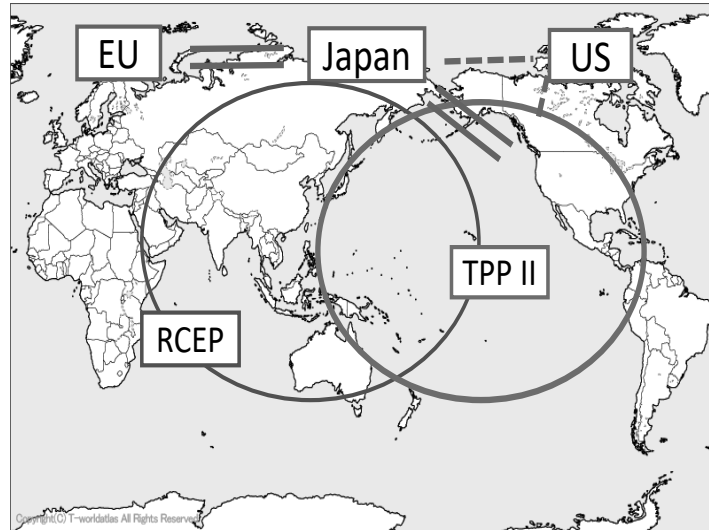 EU
Japan
US
TPP II
RCEP
Copyright(C) T-worldatlas All Rights Reserved